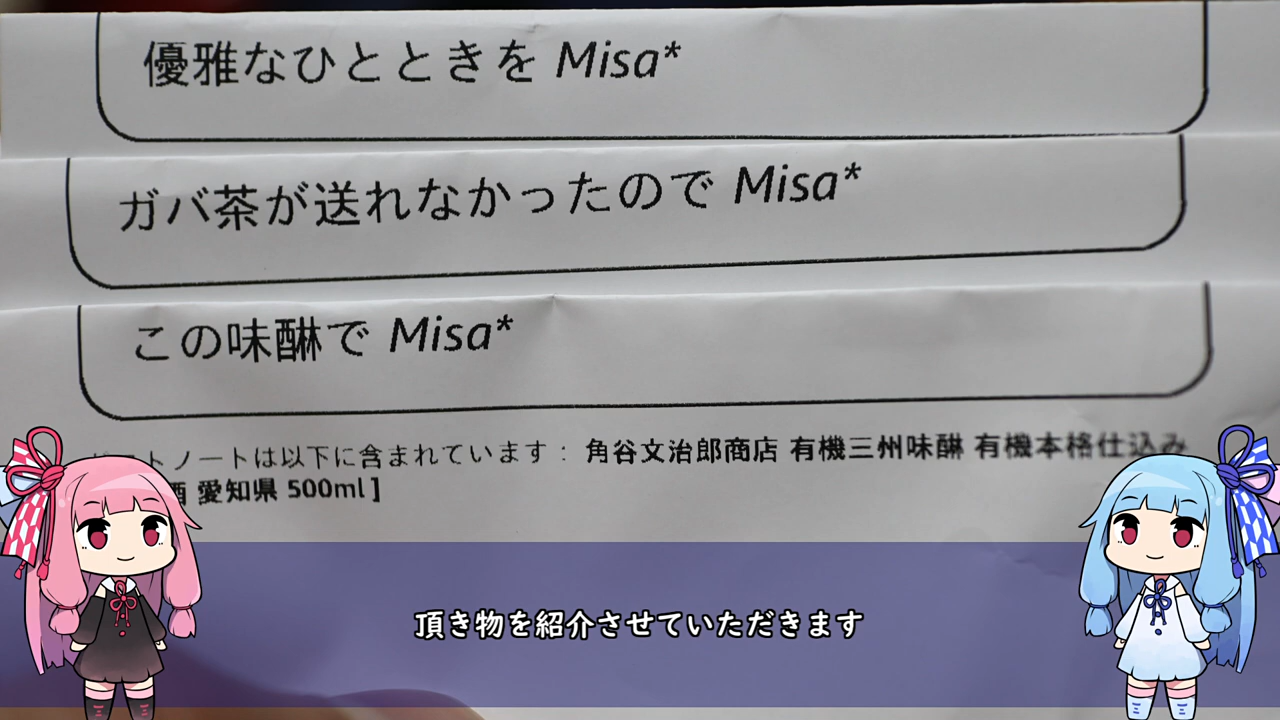 優雅なひとときを Misa*
ガバ茶が送れなかったので Misa*
この味醂で Misa*
ノートは以下に含まれています： 角谷文治郎商店 有機三州味醂 有機本格仕込み
酒 愛知県 500ml ]
頂き物を紹介させていただきます